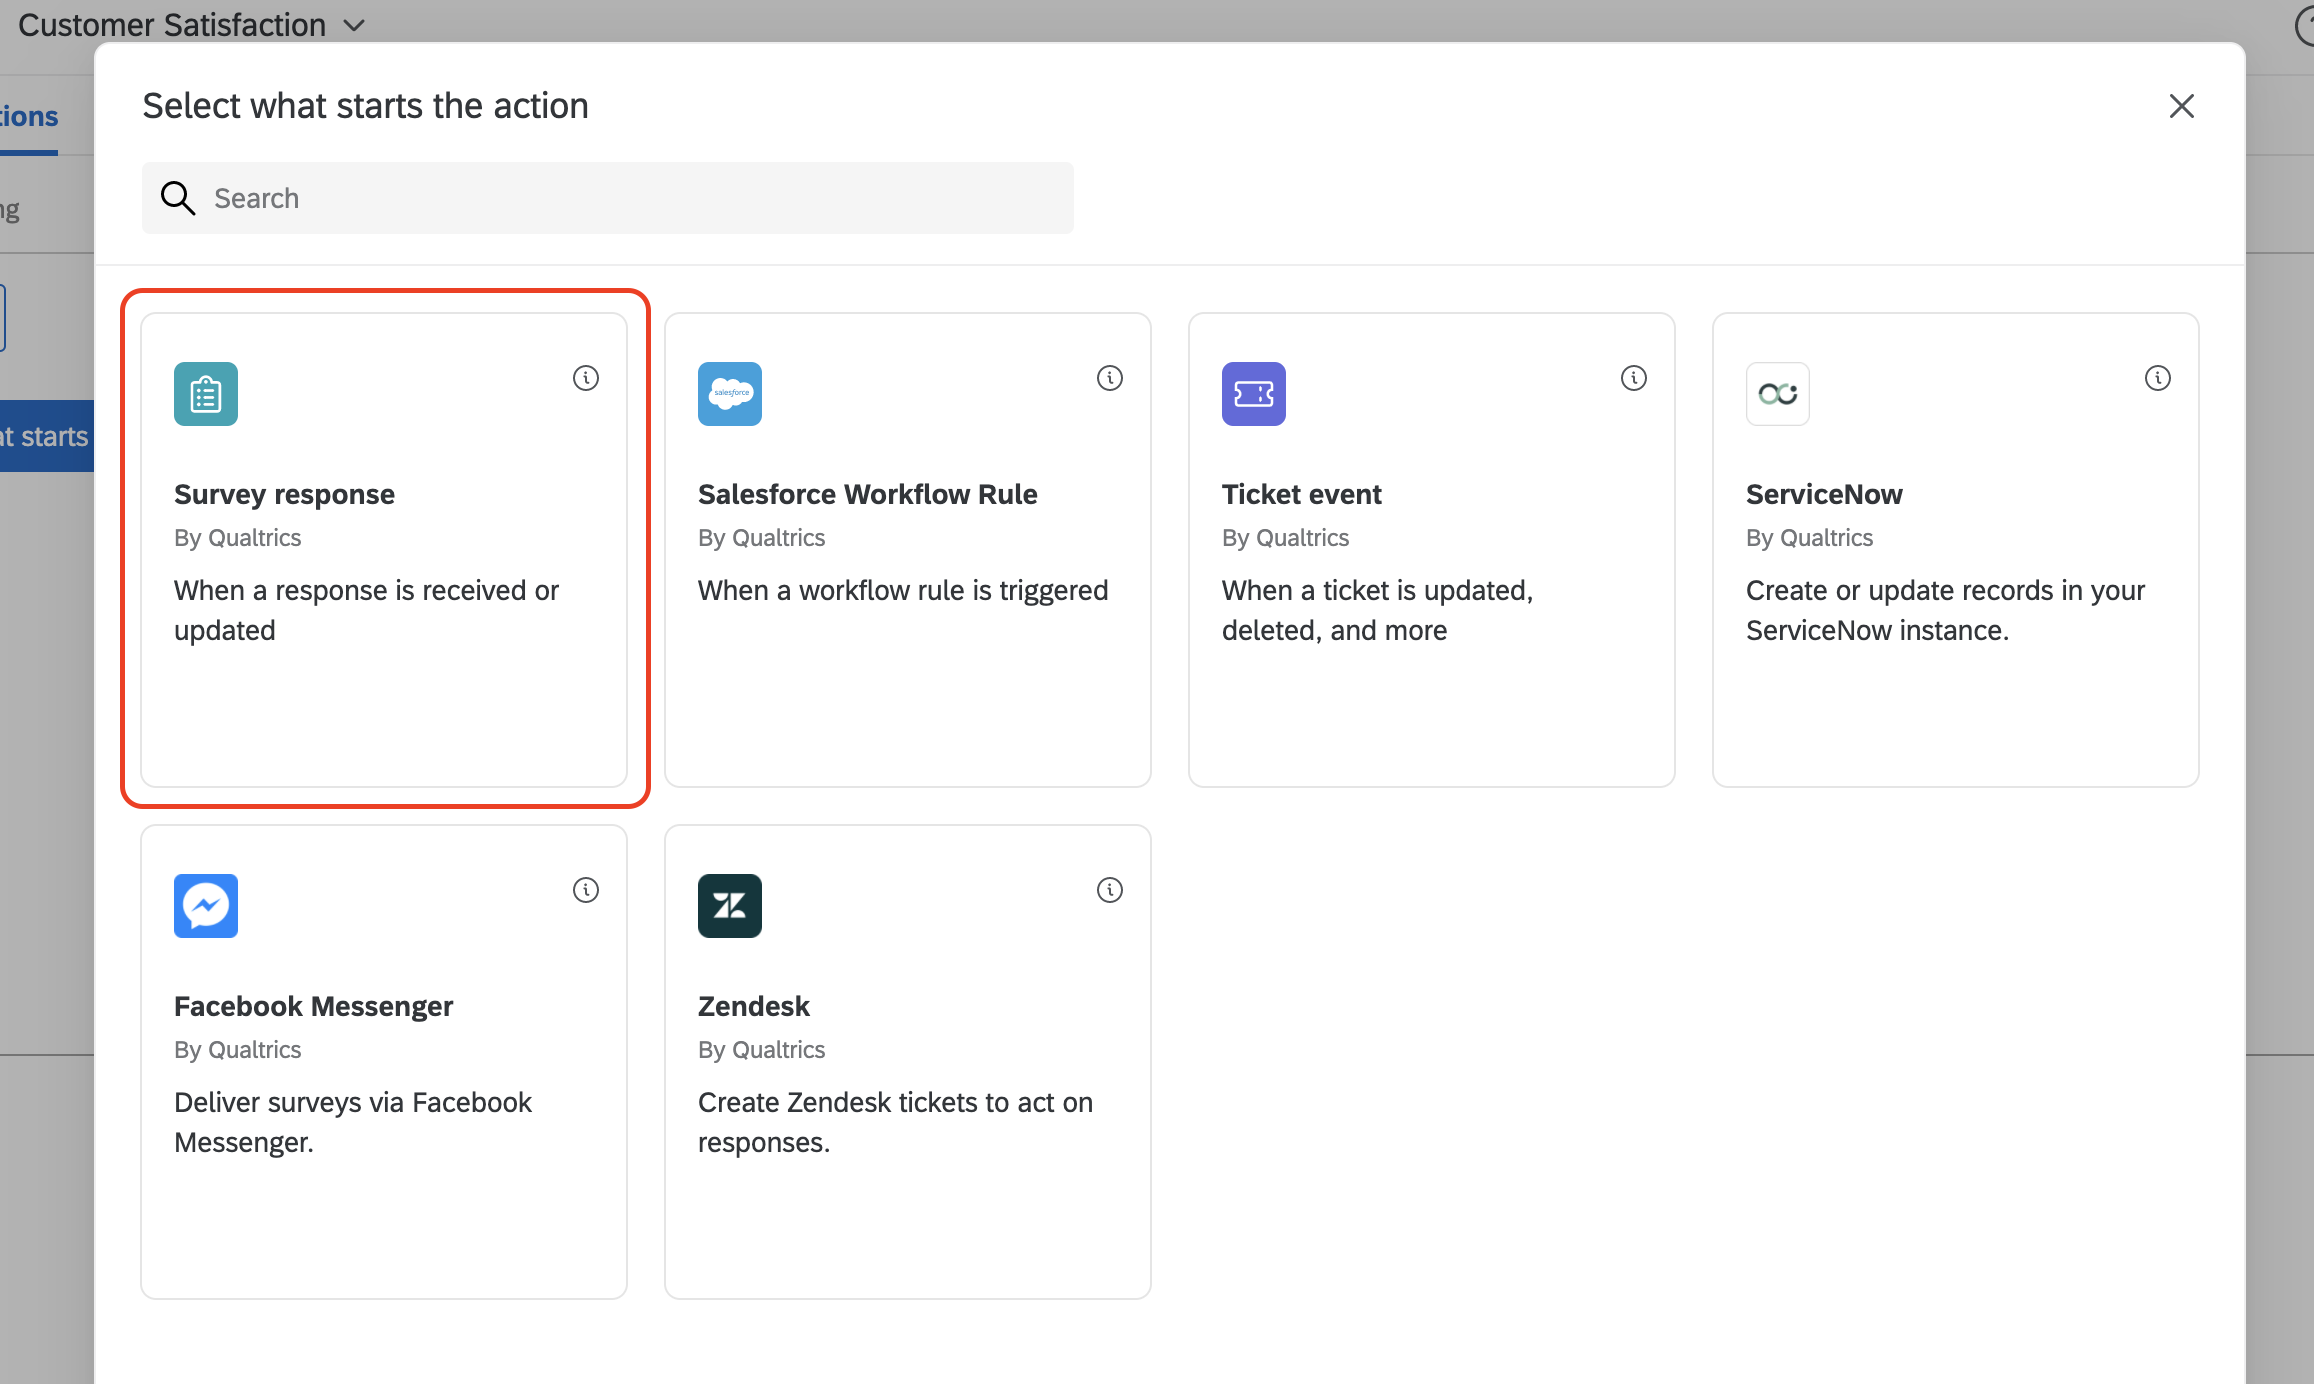 Customer Satisfaction
Select what starts the action
tions
Search
ng
at starts
salesforce
Survey response
By Qualtrics
When a response is received or
updated
Salesforce Workflow Rule
By Qualtrics
When a workflow rule is triggered
Ticket event
By Qualtrics
When a ticket is updated,
deleted, and more
ServiceNow
By Qualtrics
Create or update records in your
ServiceNow instance.
Facebook Messenger
By Qualtrics
Deliver surveys via Facebook
Messenger.
Zendesk
By Qualtrics
Create Zendesk tickets to act on
responses.